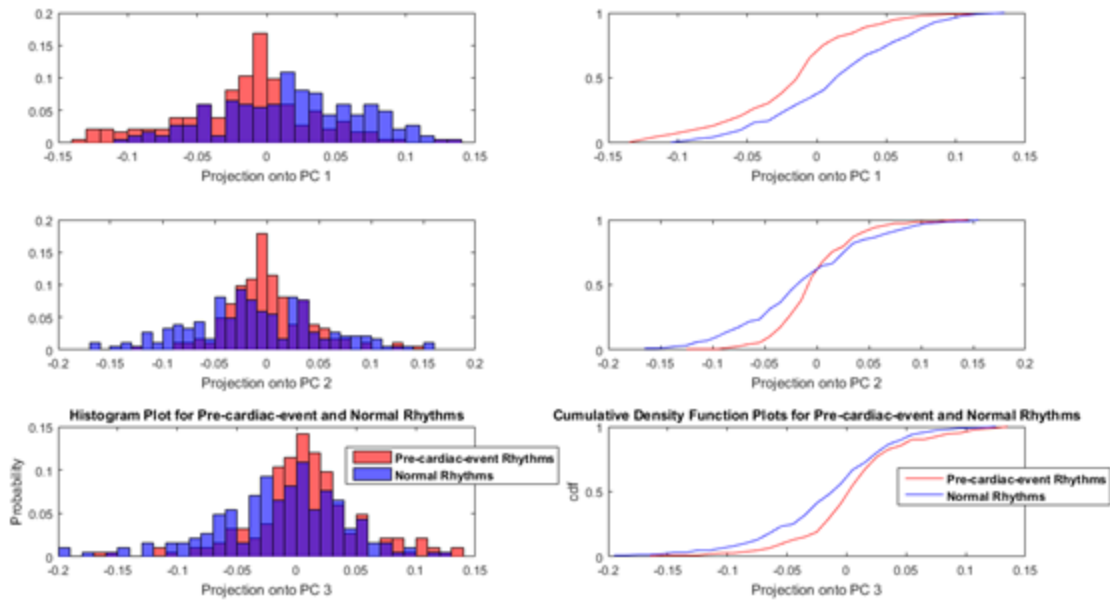 0.2
0.15
0.1
0.05
0
-0.15 -0.1 -0.05 0 0.05 0.1 0.15
Projection onto PC 1
1
0.5
0
-0.15 -0.1 -0.05 0 0.05 0.1 0.15
Projection onto PC 1
0.2
0.15
0.1
0.05
0
-0.2 -0.15 -0.1 -0.05 0 0.05 0.1 0.15 0.2
Projection onto PC 2
1
0.5
0
-0.2 -0.15 -0.1 -0.05 0 0.05 0.1 0.15 0.2
Projection onto PC 2
Histogram Plot for Pre-cardiac-event and Normal Rhythms
0.15
0.1
0.05
0
Probability
Pre-cardiac-event Rhythms
Normal Rhythms
-0.2 -0.15 -0.1 -0.05 0 0.05 0.1 0.15
Projection onto PC 3
Cumulative Density Function Plots for Pre-cardiac-event and Normal Rhythms
1
0.5
0
cdf
Pre-cardiac-event Rhythms
Normal Rhythms
-0.2 -0.15 -0.1 -0.05 0 0.05 0.1 0.15
Projection onto PC 3